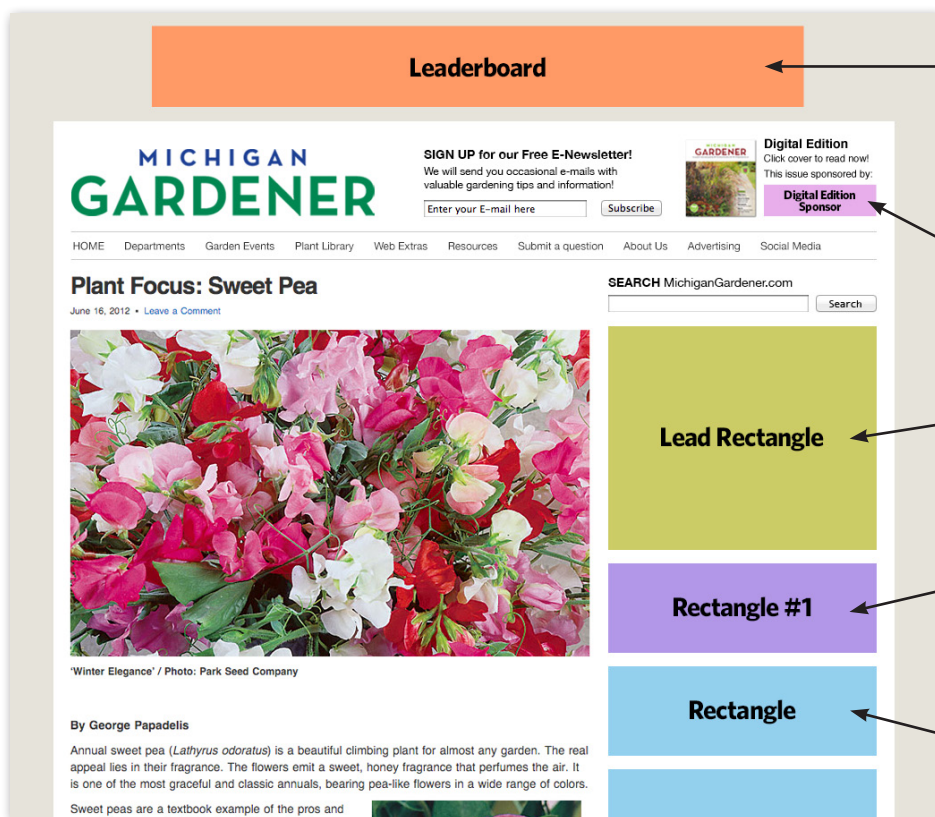 Leaderboard
MICHIGAN
GARDENER
SIGN UP for our Free E-Newsletter!
We will send you occasional e-mails with
valuable gardening tips and information!
Enter your E-mail here
Subscribe
GARDENER
Digital Edition
Click cover to read now!
This issue sponsored by:
Digital Edition
Sponsor
HOME Departments Garden Events Plant Library Web Extras Resources Submit a question About Us Advertising Social Media
Plant Focus: Sweet Pea
June 16, 2012 • Leave a Comment
SEARCH MichiganGardener.com
Search
Lead Rectangle
Rectangle #1
Rectangle
'Winter Elegance' / Photo: Park Seed Company
By George Papadelis
Annual sweet pea (Lathyrus odoratus) is a beautiful climbing plant for almost any garden. The real
appeal lies in their fragrance. The flowers emit a sweet, honey fragrance that perfumes the air. It
is one of the most graceful and classic annuals, bearing pea-like flowers in a wide range of colors.
Sweet peas are a textbook example of the pros and